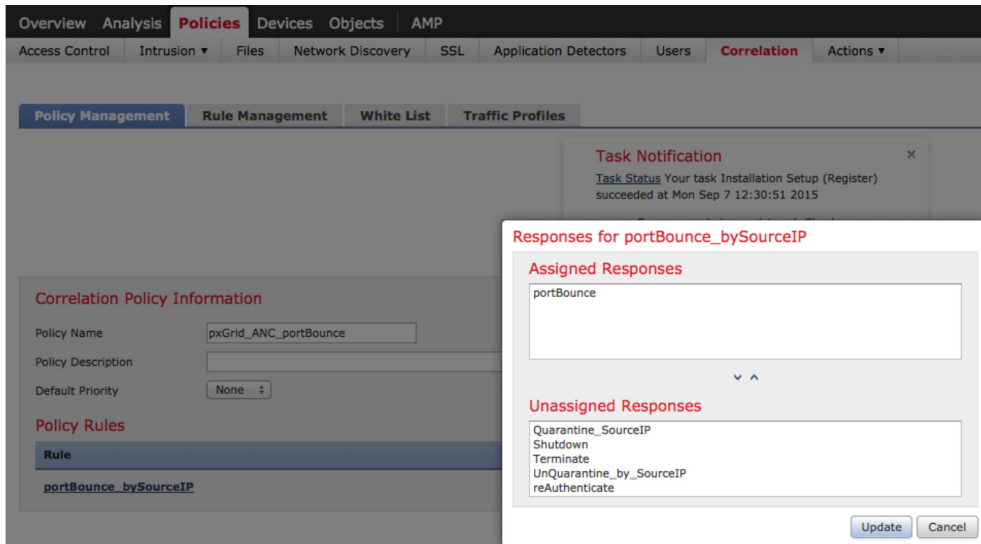 Overview Analysis Policies Devices Objects AMP
Access Control Intrusion ▾ Files Network Discovery SSL Application Detectors Users Correlation Actions ▾
Policy Management Rule Management White List Traffic Profiles
Task Notification ×
Task Status Your task Installation Setup (Register)
succeeded at Mon Sep 7 12:30:51 2015
Responses for portBounce_bySourceIP
Assigned Responses
portBounce
Unassigned Responses
Quarantine_SourceIP
Shutdown
Terminate
UnQuarantine_by_SourceIP
reAuthenticate
Update Cancel
Correlation Policy Information
Policy Name pxGrid_ANC_portBounce
Policy Description
Default Priority None
Policy Rules
Rule
portBounce_bySourceIP